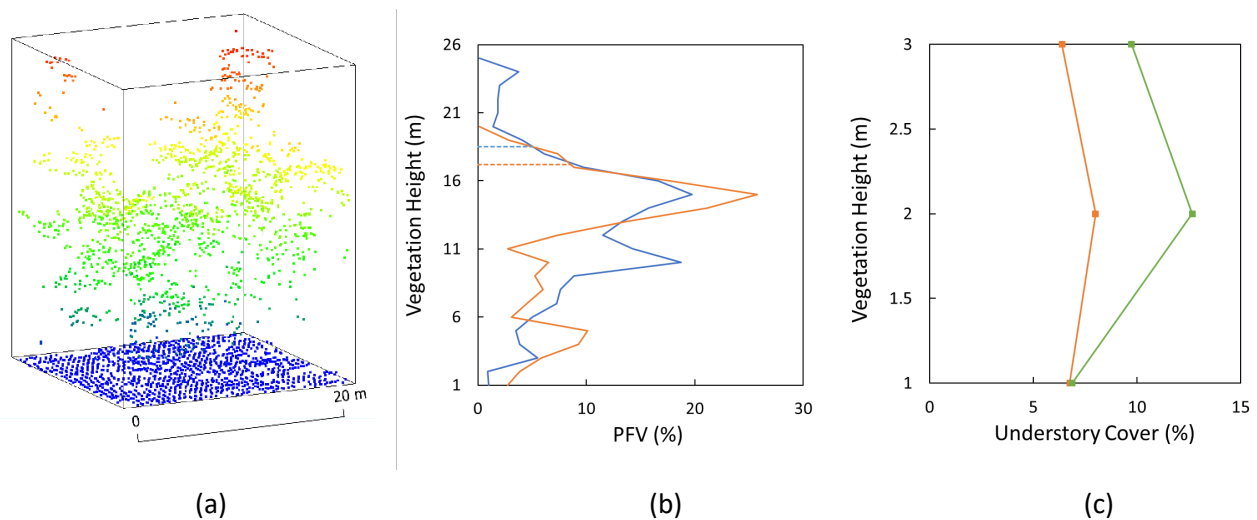 0
20 m
(a)
Vegetation Height (m)
26
21
16
11
6
1
0 10 20 30
PFV (%)
(b)
Vegetation Height (m)
3
2.5
2
1.5
1
0 5 10 15
Understory Cover (%)
(c)